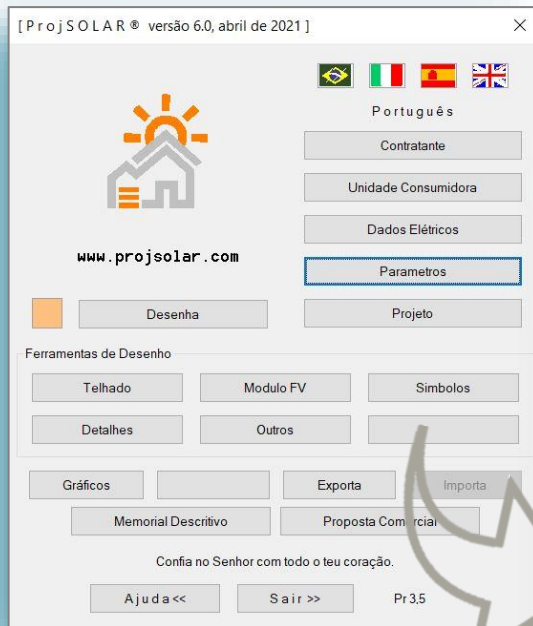 [ P r o j S O L A R ® versão 6.0, abril de 2021 ]
P o r t u g u ê s
Contratante
Unidade Consumidora
Dados Elétricos
www.projsolar.com
Parametros
Desenha
Projeto
Ferramentas de Desenho
Telhado Modulo FV Simbolos
Detalhes Outros
Gráficos Exporta Importa
Memorial Descritivo Proposta Comercial
Confia no Senhor com todo o teu coração.
A j u d a << S a i r >> Pr 3,5